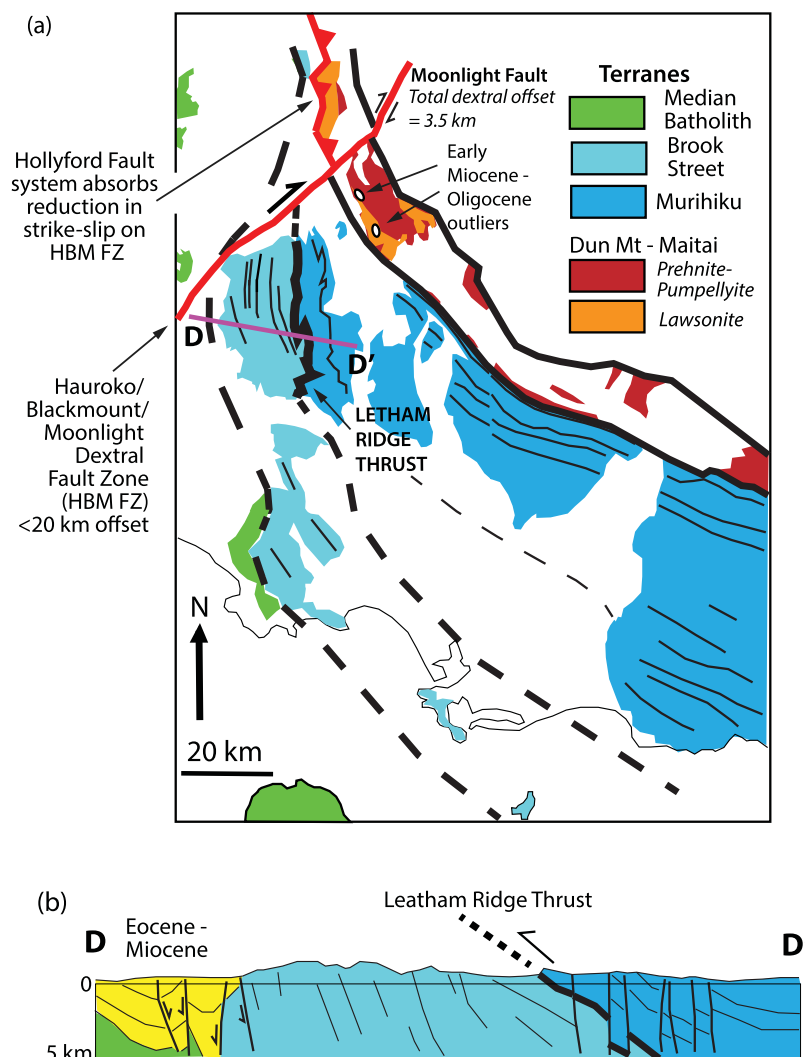 (a)
Moonlight Fault
Total dextral offset
= 3.5 km
Terranes
Median
Batholith
Brook
Street
Murihiku
Dun Mt - Maitai
Prehnite-
Pumpellyite
Lawsonite
Early
Miocene -
Oligocene
outliers
Hollyford Fault
system absorbs
reduction in
strike-slip on
HBM FZ
D
D'
LETHAM
RIDGE
THRUST
Hauroko/
Blackmount/
Moonlight
Dextral
Fault Zone
(HBM FZ)
<20 km offset
N
20 km
(b)
Leatham Ridge Thrust
D
Eocene -
Miocene
D
0
5 km